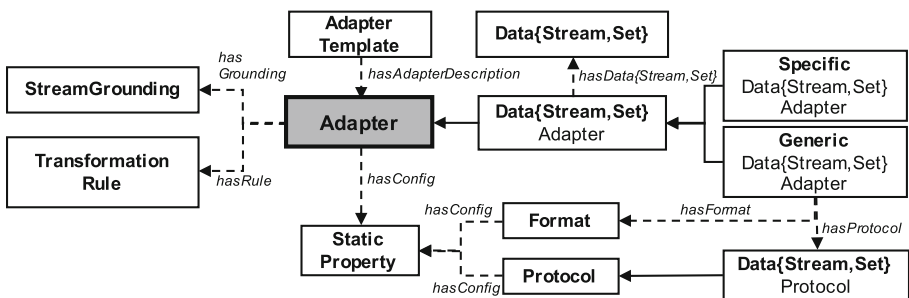 Adapter
Template
Data{Stream,Set}
has
Grounding
hasAdapterDescription
hasData{Stream,Set}
Specific
Data{Stream,Set}
Adapter
StreamGrounding
Adapter
Data{Stream,Set}
Adapter
Generic
Data{Stream,Set}
Adapter
Transformation
Rule
hasRule
hasConfig
hasConfig
Format
hasFormat
hasProtocol
Static
Property
hasConfig
Protocol
Data{Stream,Set}
Protocol